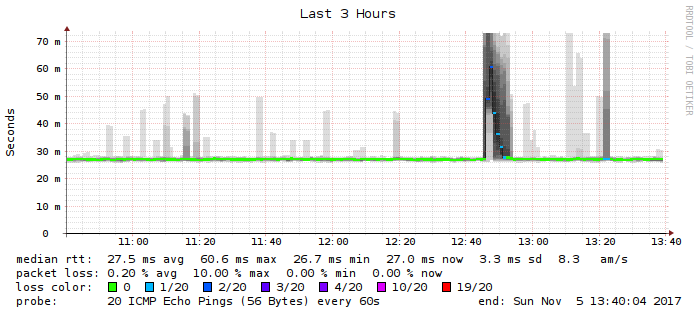 Last 3 Hours
RRDTOOL / TOBI OETIKER
Seconds
70 m
60 m
50 m
40 m
30 m
20 m
10 m
0
11:00 11:20 11:40 12:00 12:20 12:40 13:00 13:20 13:40
median rtt: 27.5 ms avg 60.6 ms max 26.7 ms min 27.0 ms now 3.3 ms sd 8.3 am/s
packet loss: 0.20 % avg 10.00 % max 0.00 % min 0.00 % now
loss color: 0 1/20 2/20 3/20 4/20 10/20 19/20
probe: 20 ICMP Echo Pings (56 Bytes) every 60s end: Sun Nov 5 13:40:04 2017